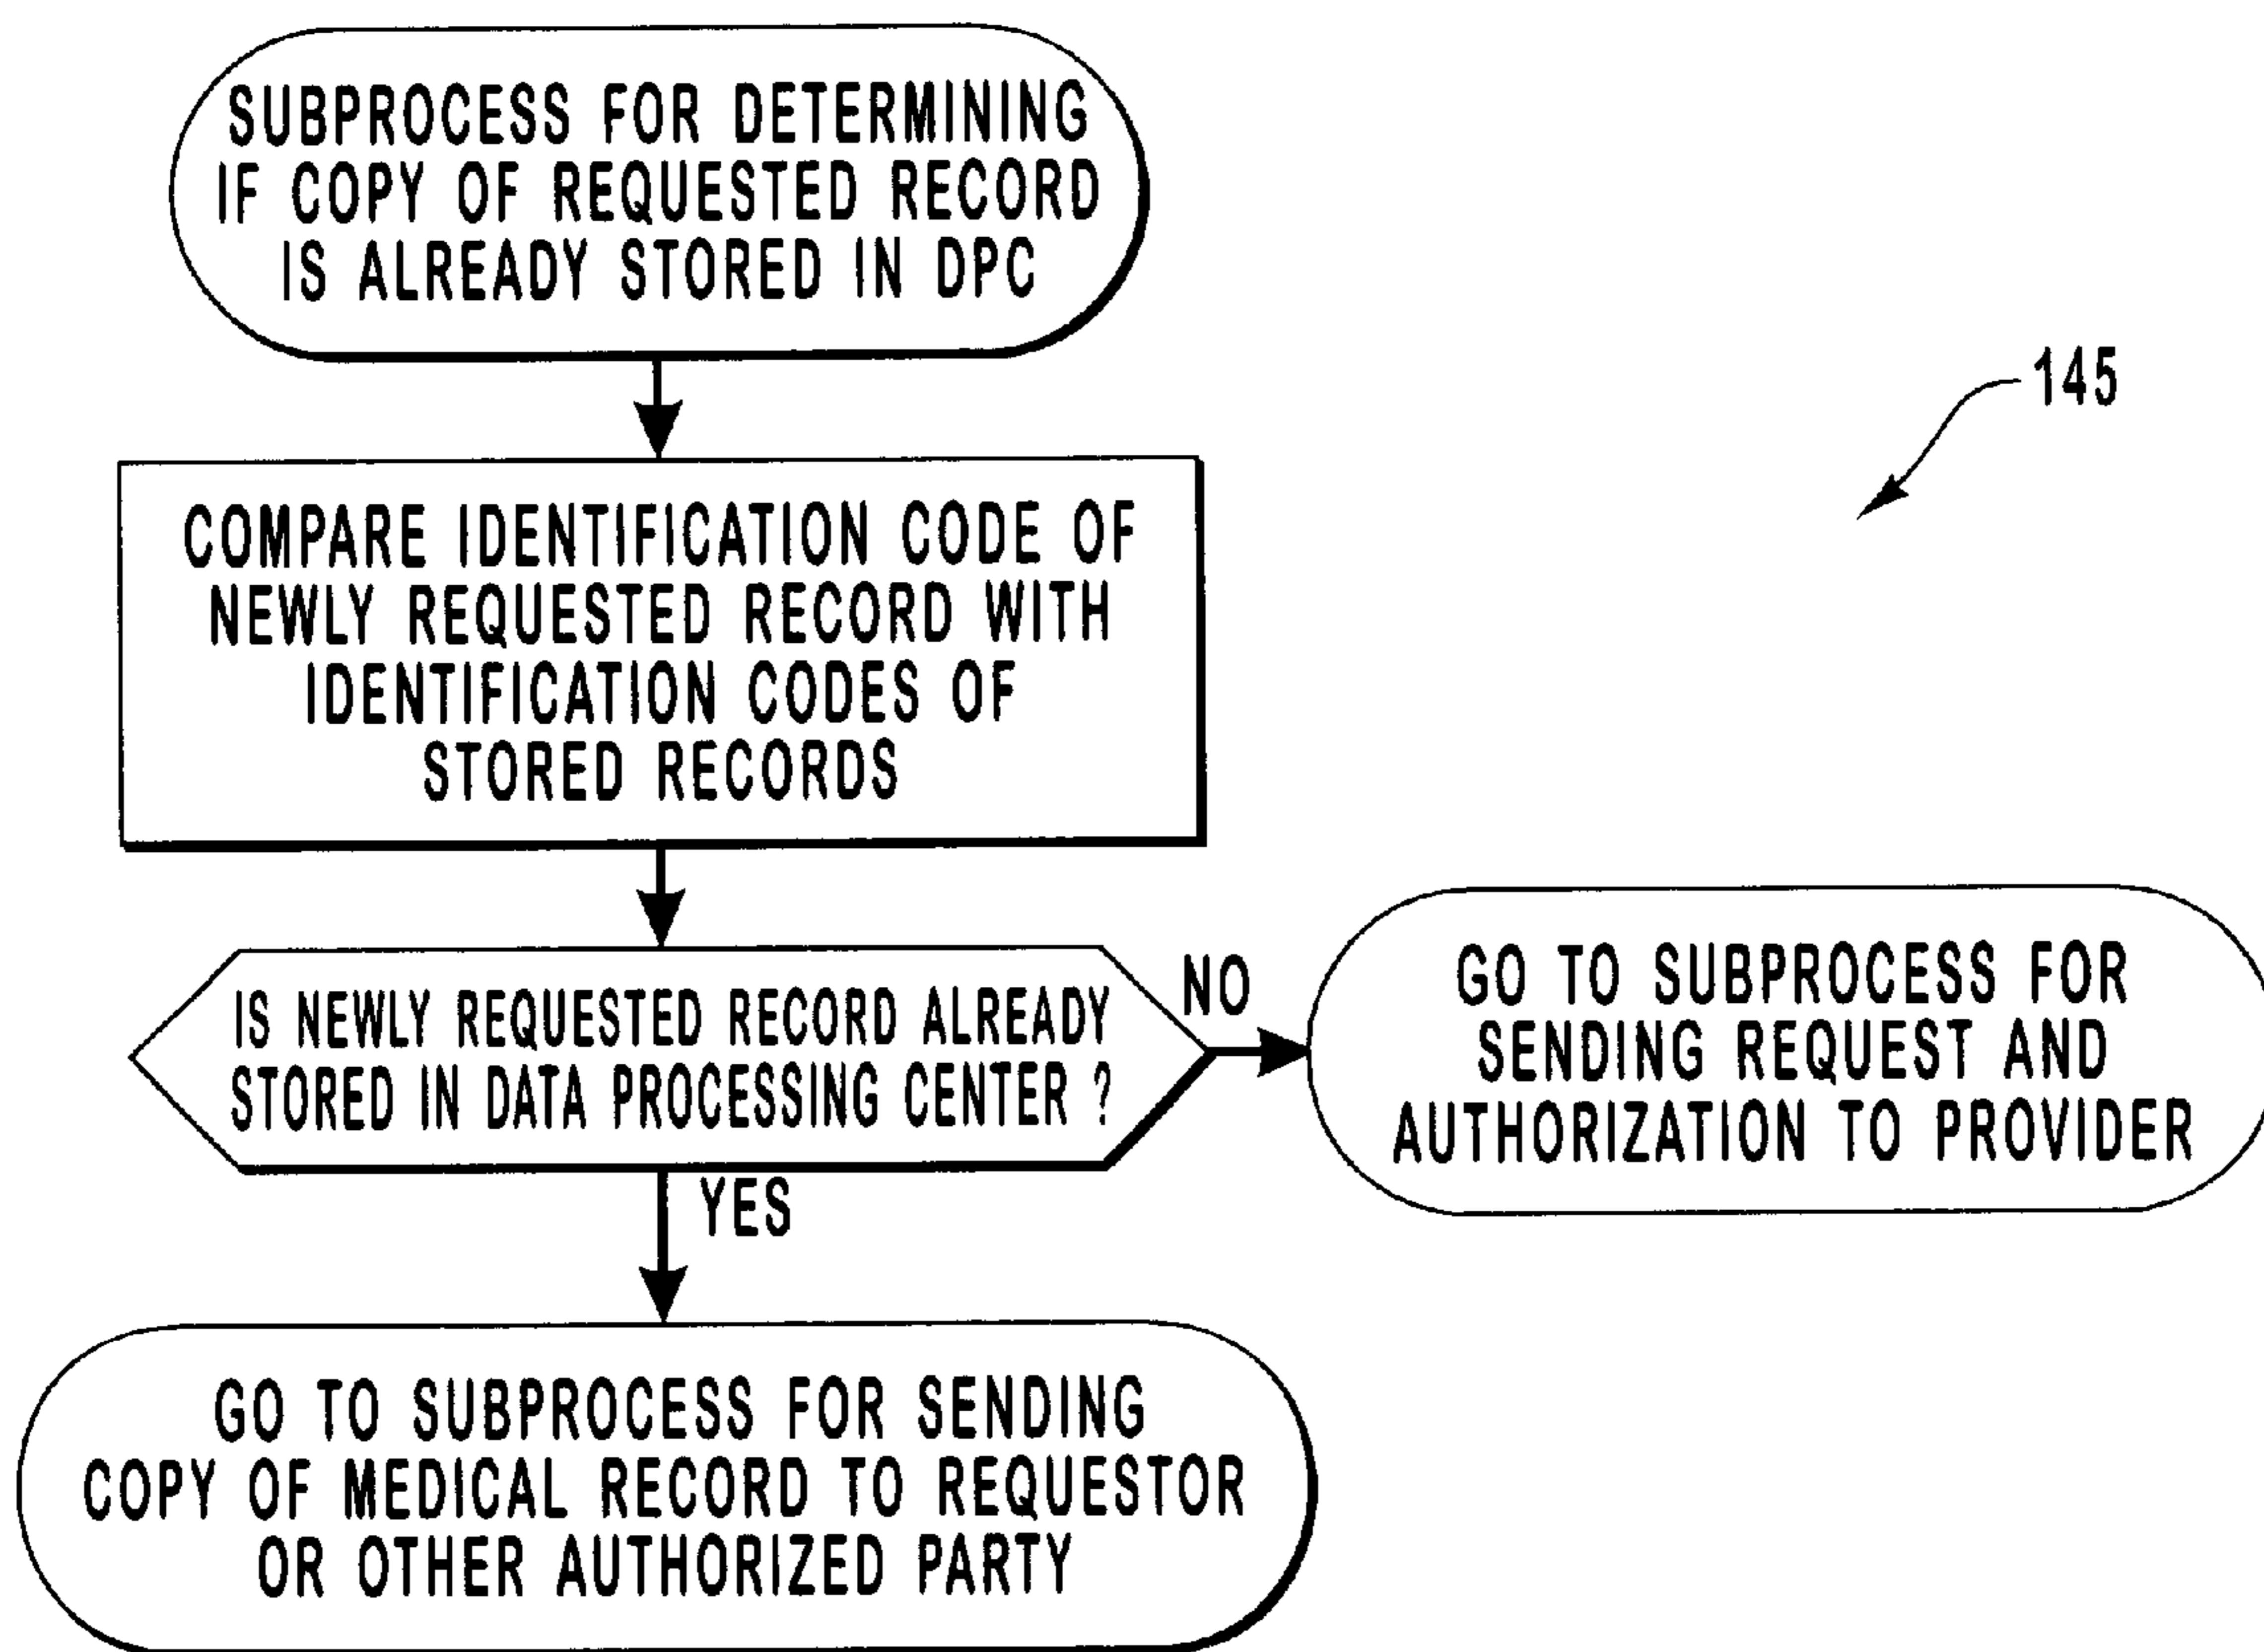 SUBPROCESS FOR DETERMINING
IF COPY OF REQUESTED RECORD
IS ALREADY STORED IN DPC
145
COMPARE IDENTIFICATION CODE OF
NEWLY REQUESTED RECORD WITH
IDENTIFICATION CODES OF
STORED RECORDS
IS NEWLY REQUESTED RECORD ALREADY
STORED IN DATA PROCESSING CENTER ?
NO
GO TO SUBPROCESS FOR
SENDING REQUEST AND
AUTHORIZATION TO PROVIDER
YES
GO TO SUBPROCESS FOR SENDING
COPY OF MEDICAL RECORD TO REQUESTOR
OR OTHER AUTHORIZED PARTY